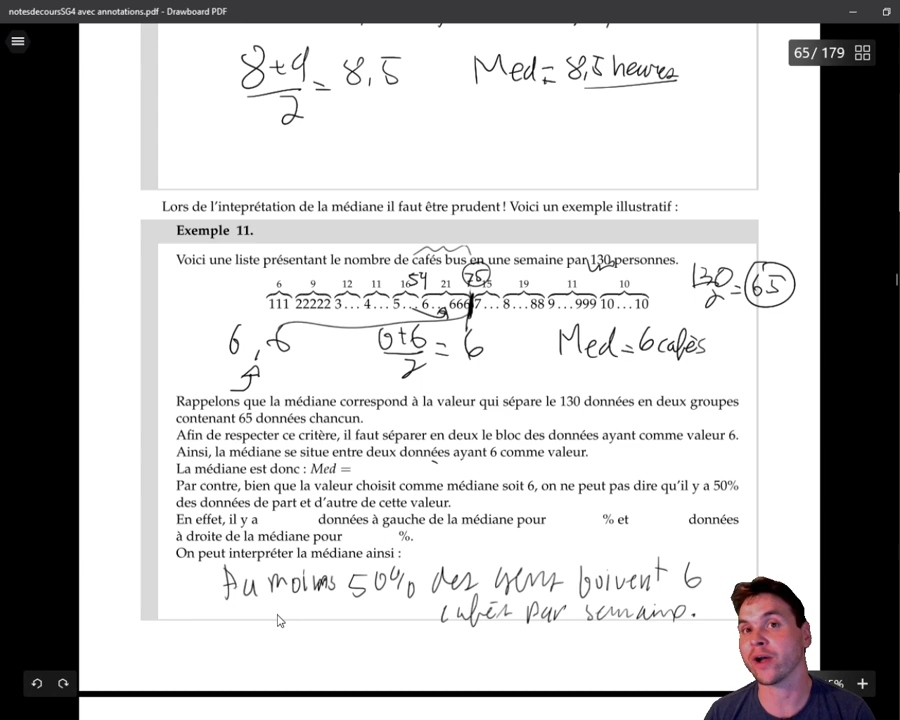 notesdecoursSG4 avec annotations.pdf - Drawboard PDF
65 / 179
8+9
2
= 8,5
Med = 8,5 heures
Lors de l'inteprétation de la médiane il faut être prudent ! Voici un exemple illustratif :
Exemple 11.
Voici une liste présentant le nombre de cafés bus en une semaine par 130 personnes.
130
2
= 65
54
75
6 9 12 11 16 21 15 19 11 10
111 22222 3...4...5...6...6667...8...88 9...999 10...10
6, 6
6+6
2
= 6
Med = 6 cafés
Rappelons que la médiane correspond à la valeur qui sépare le 130 données en deux groupes
contenant 65 données chancun.
Afin de respecter ce critère, il faut séparer en deux le bloc des données ayant comme valeur 6.
Ainsi, la médiane se situe entre deux données ayant 6 comme valeur.
La médiane est donc : Med =
Par contre, bien que la valeur choisit comme médiane soit 6, on ne peut pas dire qu'il y a 50%
des données de part et d'autre de cette valeur.
En effet, il y a données à gauche de la médiane pour % et données
à droite de la médiane pour %.
On peut interpréter la médiane ainsi :
Au moins 50% des gens boivent 6
cafés par semaine.